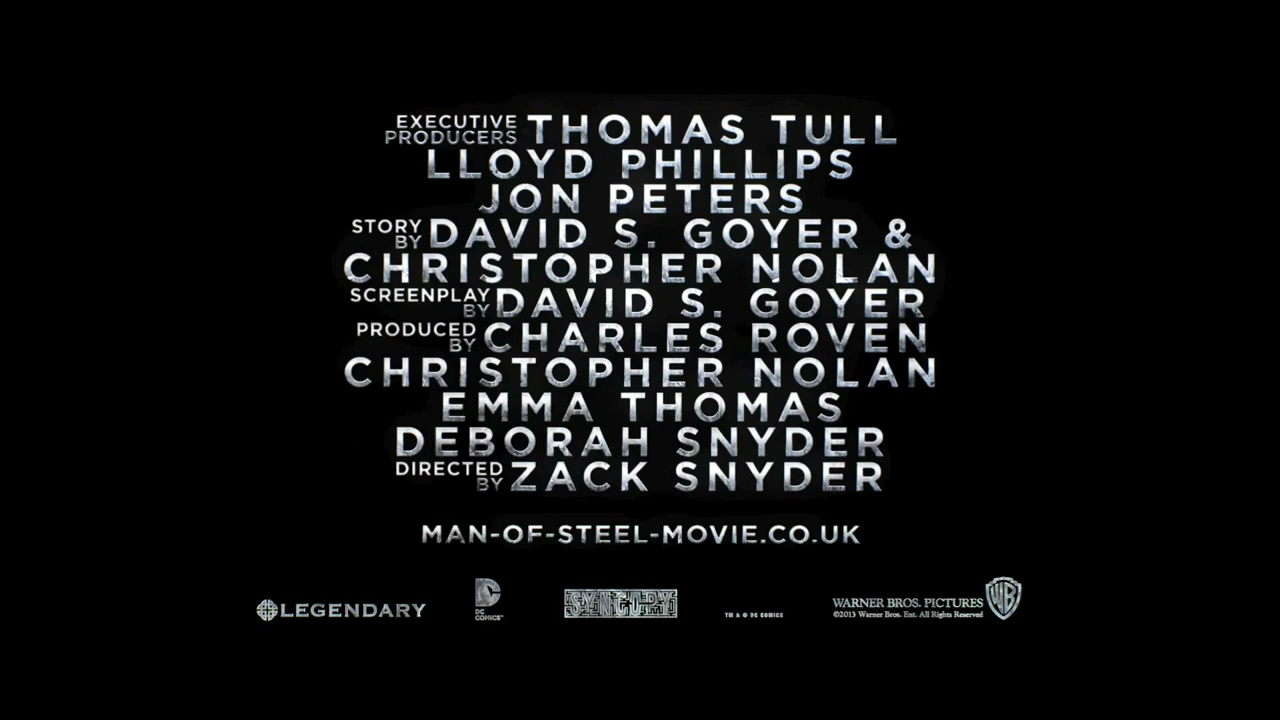 EXECUTIVE PRODUCERS THOMAS TULL
LLOYD PHILLIPS
JON PETERS
STORY BY DAVID S. GOYER &
CHRISTOPHER NOLAN
SCREENPLAY BY DAVID S. GOYER
PRODUCED BY CHARLES ROVEN
CHRISTOPHER NOLAN
EMMA THOMAS
DEBORAH SNYDER
DIRECTED BY ZACK SNYDER
MAN-OF-STEEL-MOVIE.CO.UK
LEGENDARY
DC COMICS™
SYNCOPY
TM & © DC COMICS
WARNER BROS. PICTURES
©2013 Warner Bros. Ent. All Rights Reserved
WB